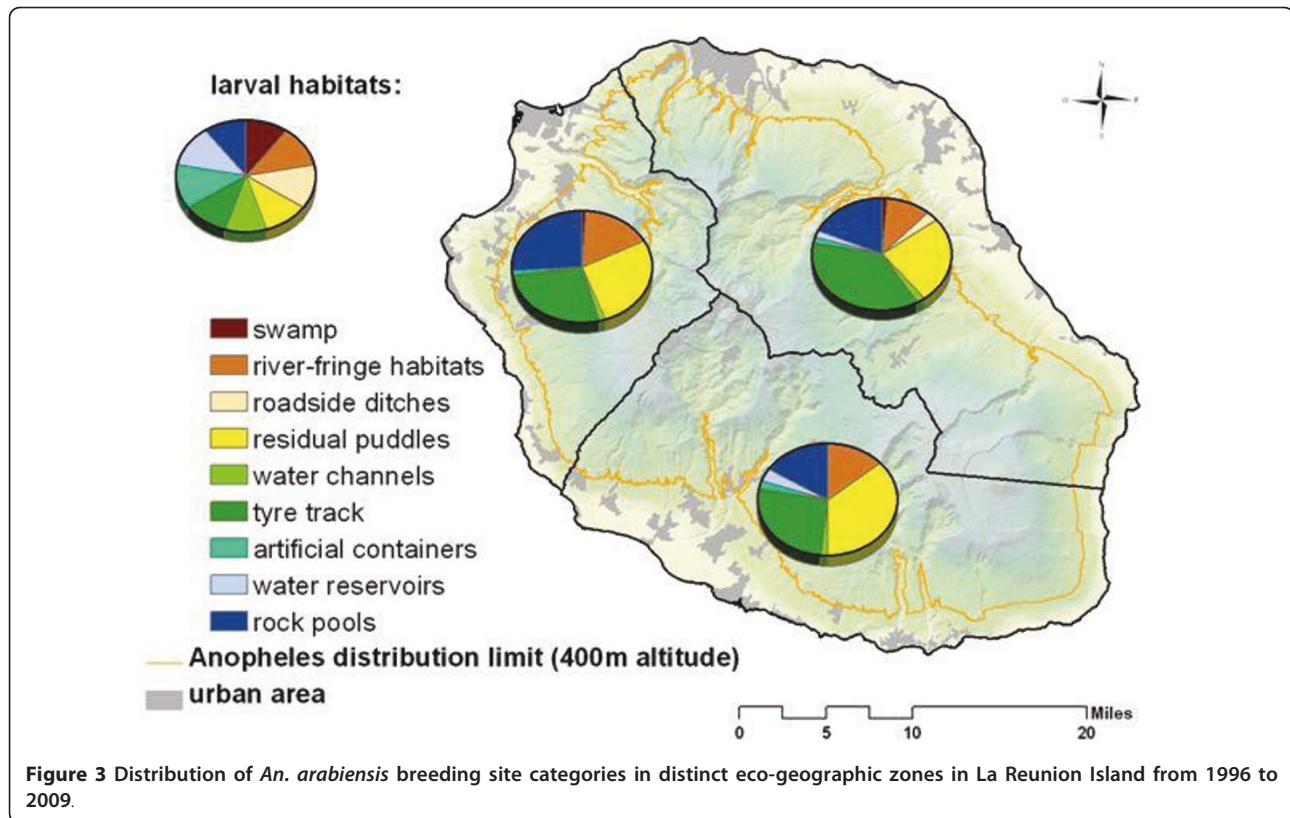 larval habitats:
swamp
river-fringe habitats
roadside ditches
residual puddles
water channels
tyre track
artificial containers
water reservoirs
rock pools
Anopheles distribution limit (400m altitude)
urban area
N
W
E
S
Miles
0 5 10 20
Figure 3 Distribution of An. arabiensis breeding site categories in distinct eco-geographic zones in La Reunion Island from 1996 to
2009.